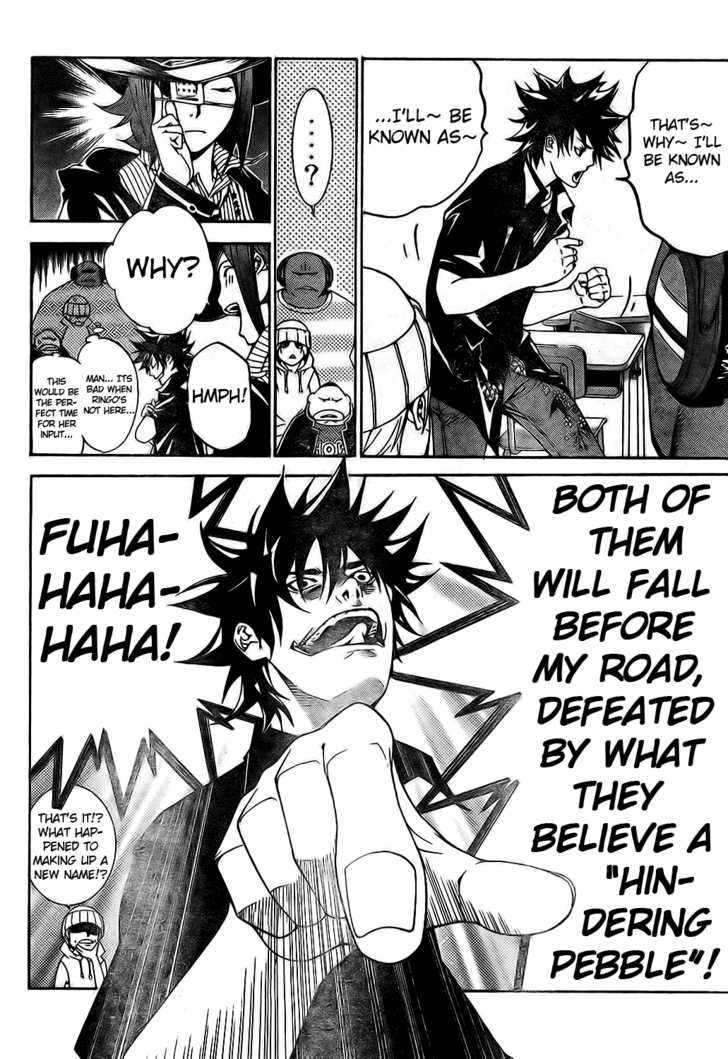 THAT'S~
WHY~ I'LL
BE KNOWN
AS...
...I'LL~ BE
KNOWN AS~
....?
WHY?
HMPH!
MAN... ITS
BAD WHEN
RINGO'S
NOT HERE...
THIS
WOULD BE
THE PER-
FECT TIME
FOR HER
INPUT...
BOTH OF
THEM
WILL FALL
BEFORE
MY ROAD,
DEFEATED
BY WHAT
THEY
BELIEVE A
"HIN-
DERING
PEBBLE"!
FUHA-
HAHA-
HAHA!
THAT'S IT!?
WHAT HAP-
PENED TO
MAKING UP A
NEW NAME!?